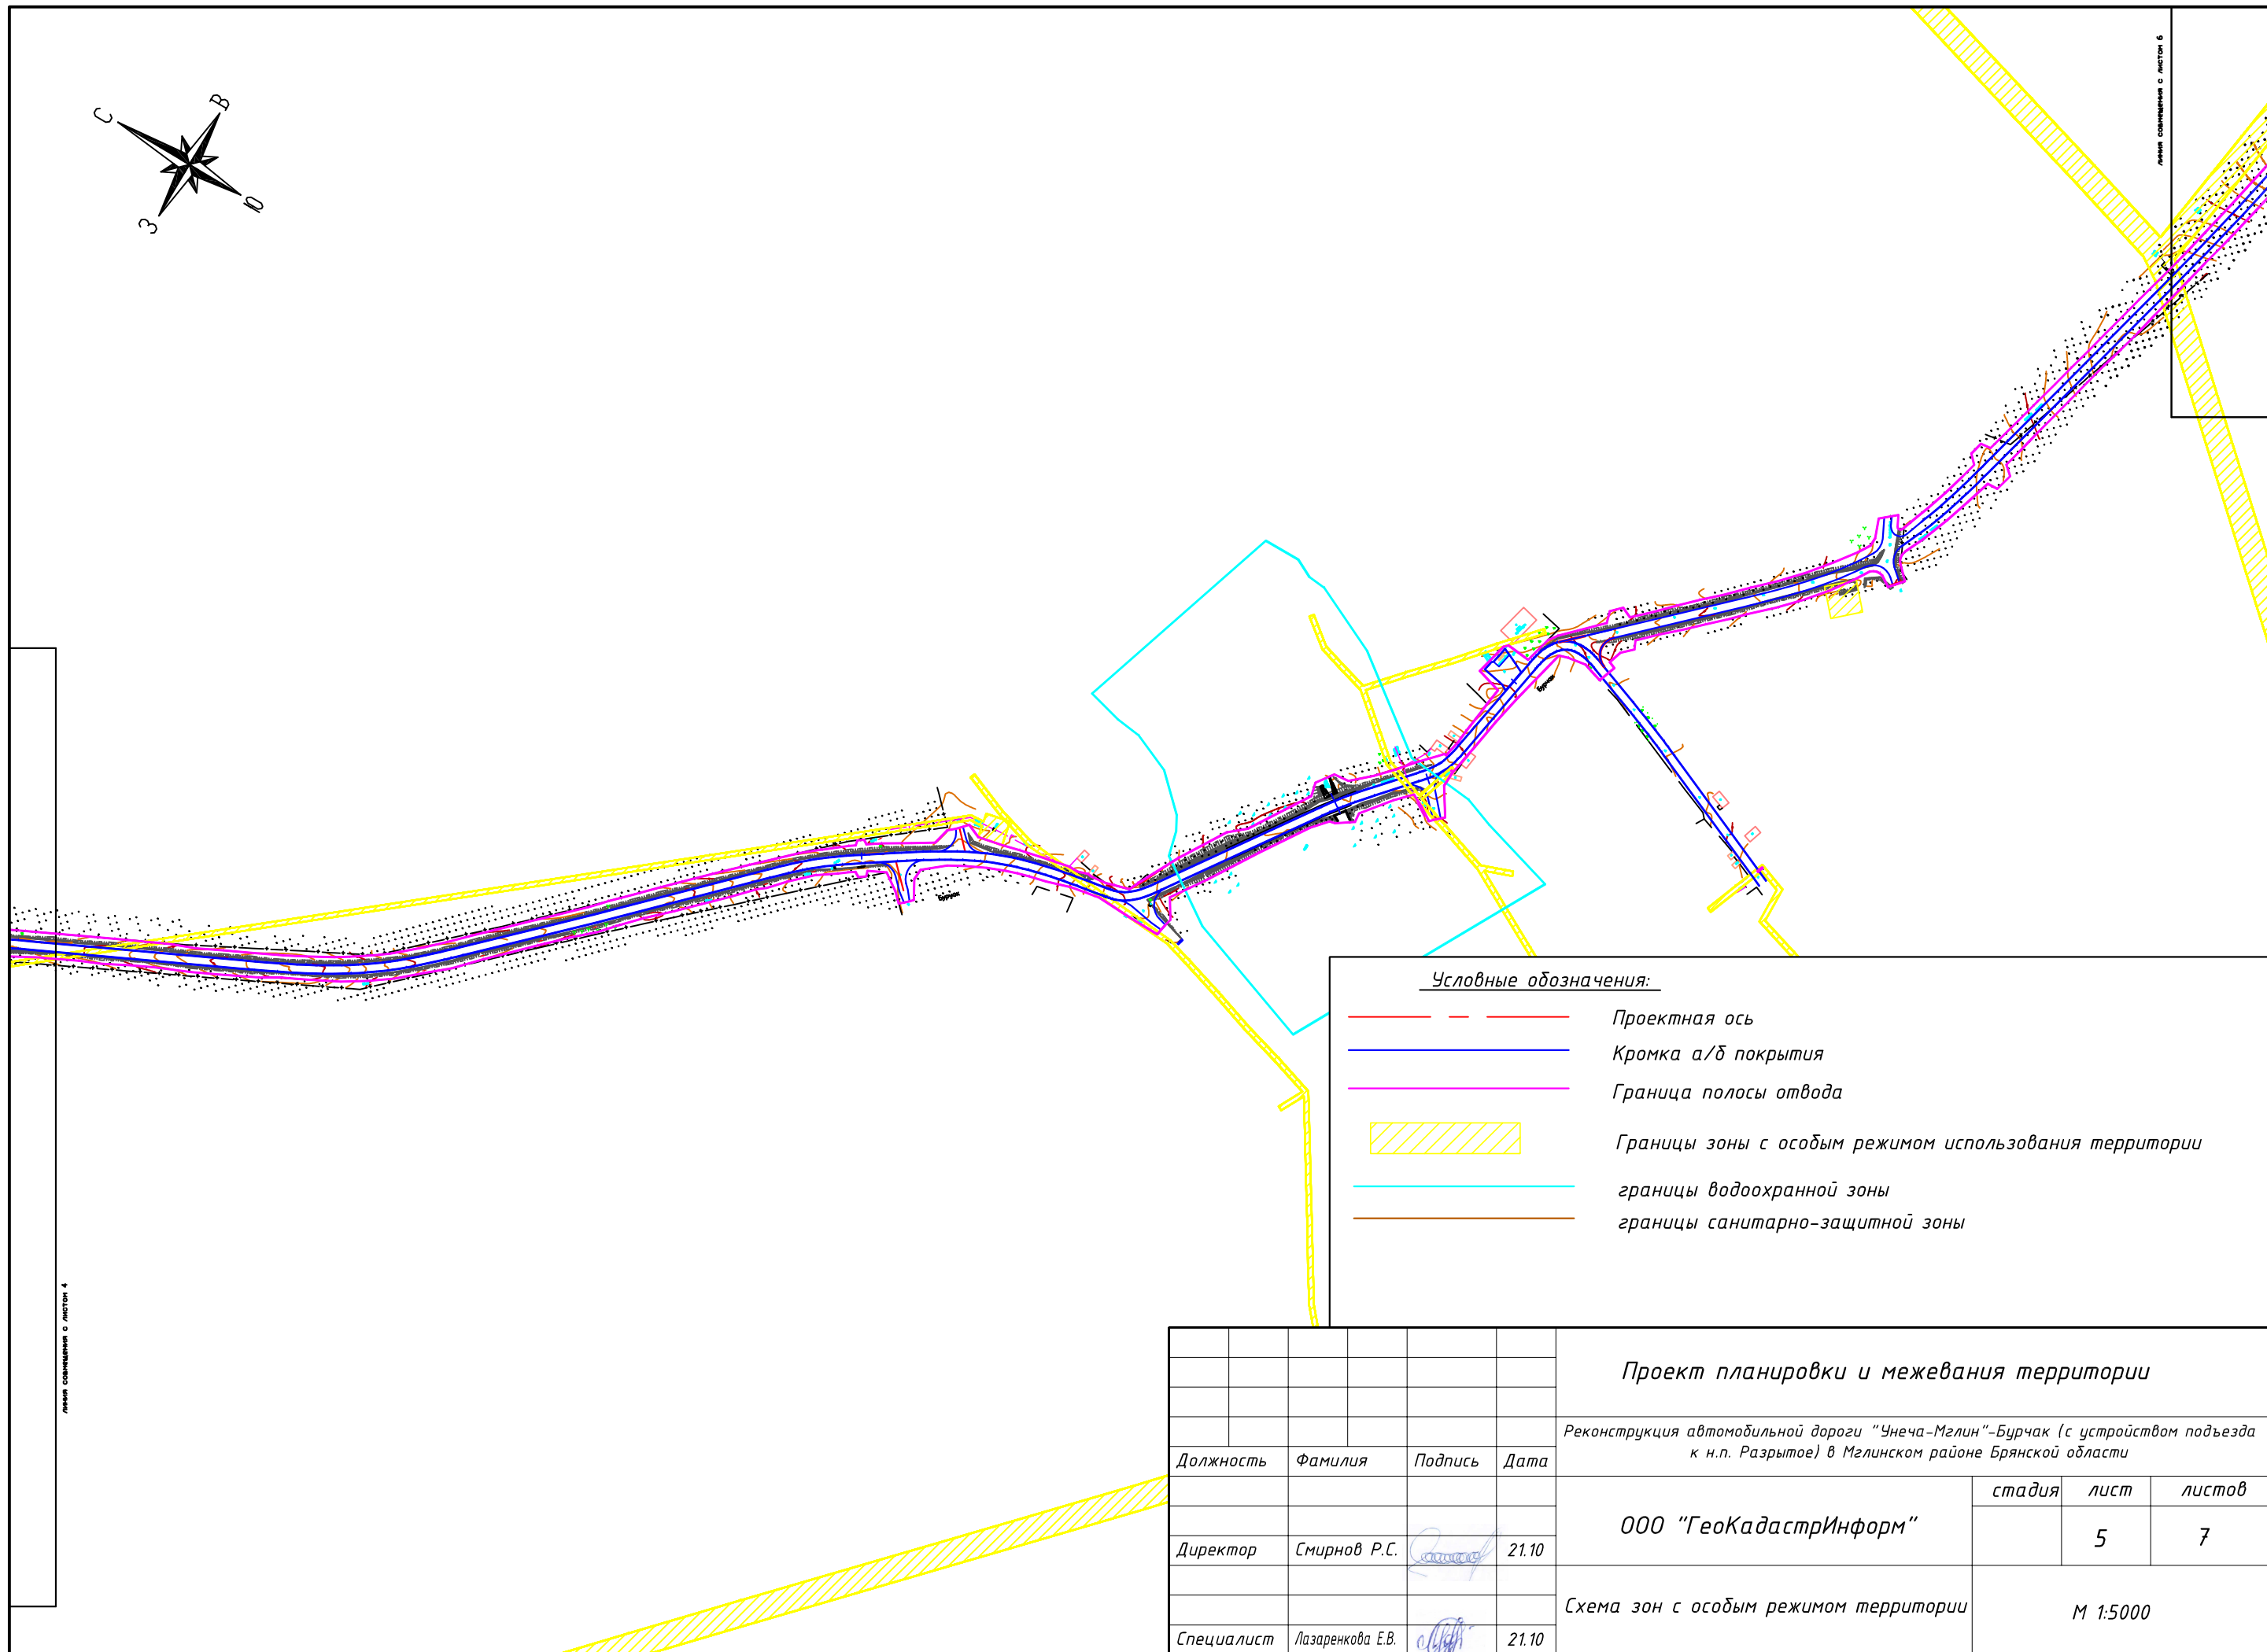 С
В
З
Ю
линия совмещения с листом 6
Бурчак
Бурчак
линия совмещения с листом 4
Условные обозначения:
Проектная ось
Кромка а/б покрытия
Граница полосы отвода
Границы зоны с особым режимом использования территории
границы водоохранной зоны
границы санитарно-защитной зоны
Проект планировки и межевания территории
Реконструкция автомобильной дороги "Унеча-Мглин"-Бурчак (с устройством подъезда
к н.п. Разрытое) в Мглинском районе Брянской области
Должность Фамилия Подпись Дата
ООО "ГеоКадастрИнформ"
стадия лист листов
5 7
Директор Смирнов Р.С. 21.10
Схема зон с особым режимом территории
М 1:5000
Специалист Лазаренкова Е.В. 21.10